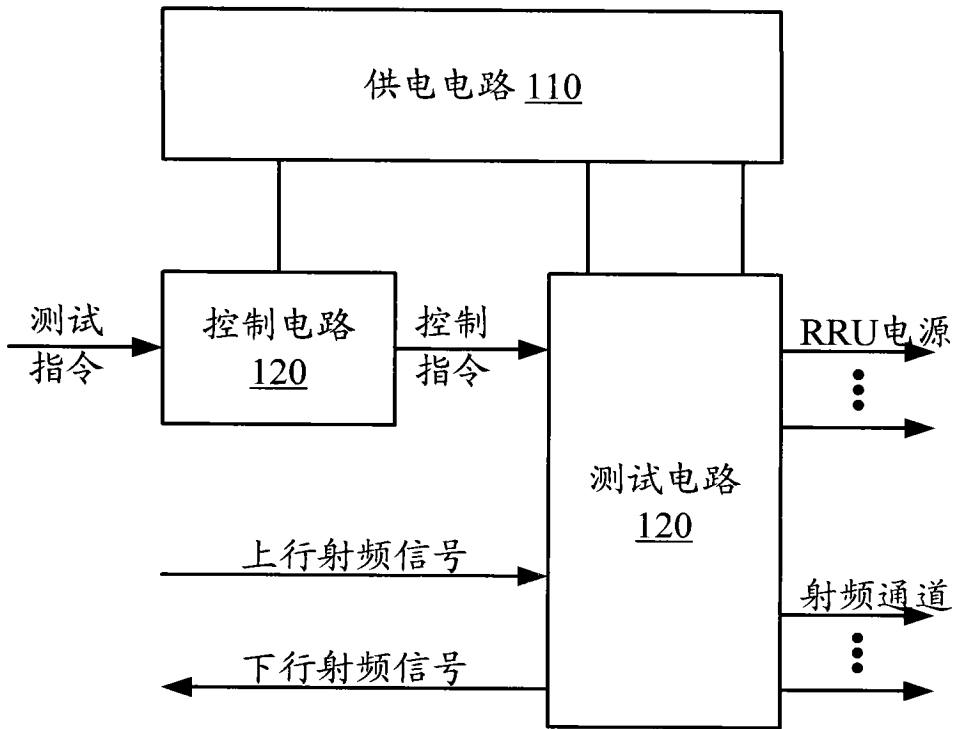 供电电路 110
测试
指令
控制电路
120
控制
指令
RRU电源
测试电路
120
上行射频信号
下行射频信号
射频通道